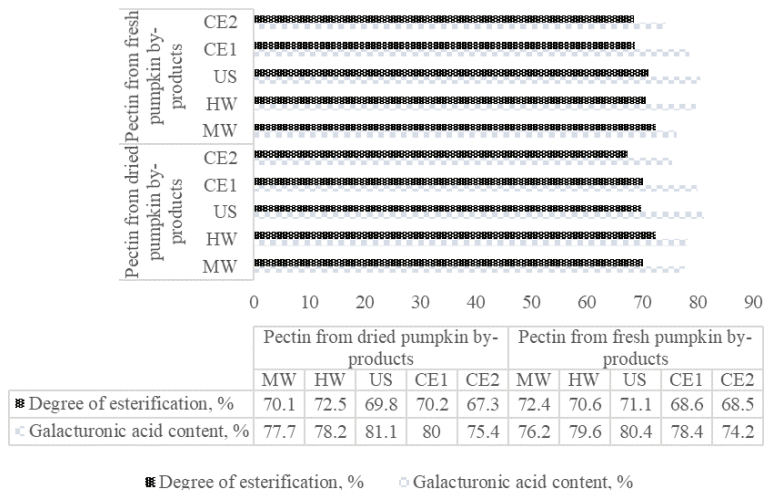 Pectin from fresh
pumpkin by-
products
CE2
CE1
US
HW
MW
Pectin from dried
pumpkin by-
products
CE2
CE1
US
HW
MW
0 10 20 30 40 50 60 70 80 90
Pectin from dried pumpkin by-
products
Pectin from fresh pumpkin by-
products
MW HW US CE1 CE2 MW HW US CE1 CE2
Degree of esterification, % 70.1 72.5 69.8 70.2 67.3 72.4 70.6 71.1 68.6 68.5
Galacturonic acid content, % 77.7 78.2 81.1 80 75.4 76.2 79.6 80.4 78.4 74.2
Degree of esterification, % Galacturonic acid content, %